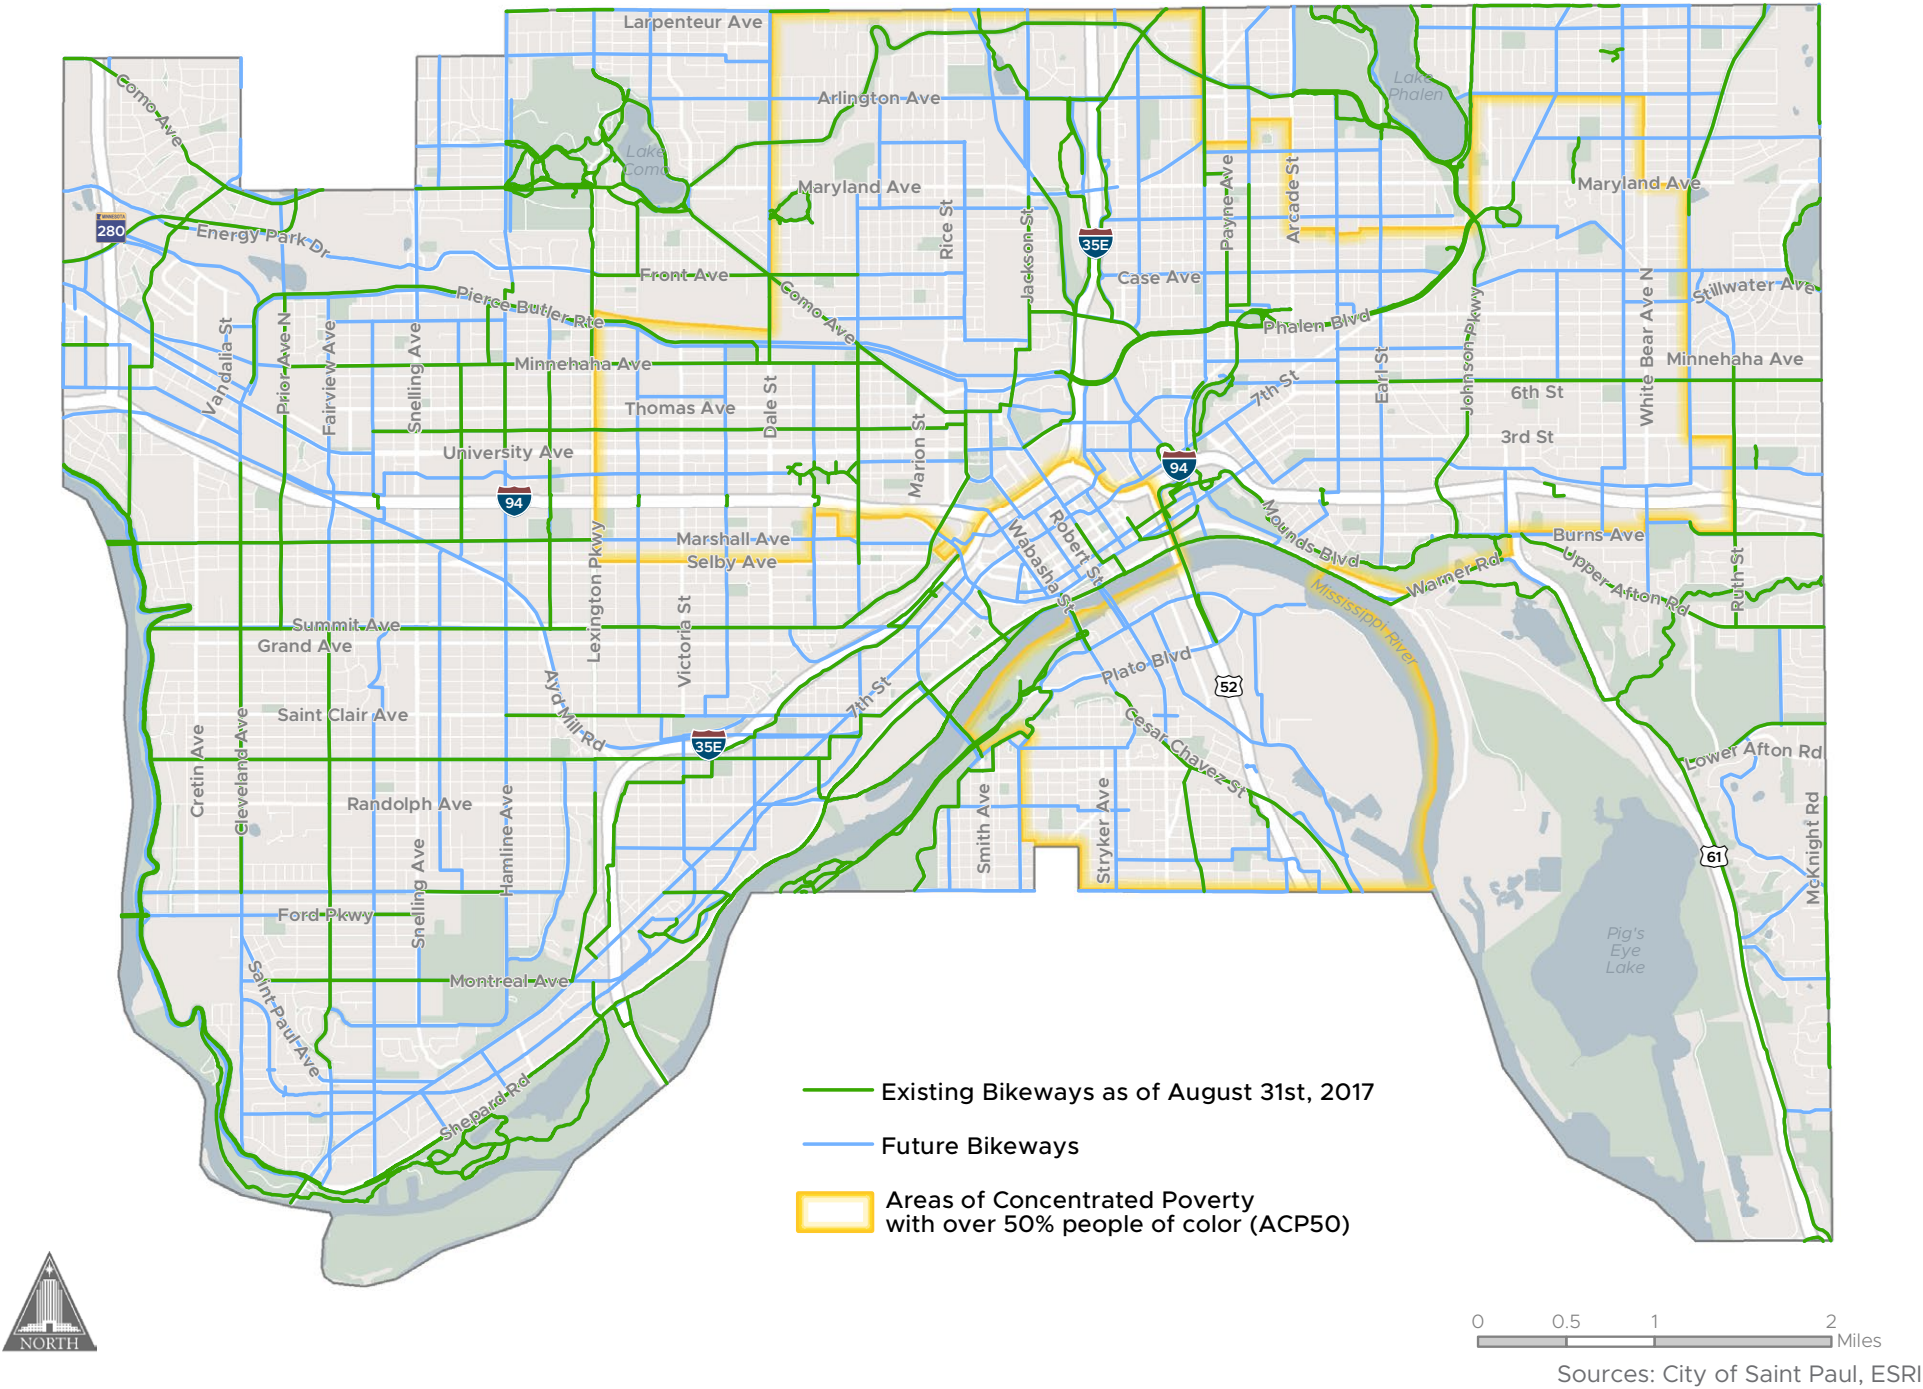 Larpenteur Ave
Como Ave
Arlington Ave
Lake
Phalen
Lake
Como
Maryland Ave
Maryland Ave
MINNESOTA
280
Energy Park Dr
Rice St
Jackson St
35E
Payne Ave
Arcade St
Front Ave
Case Ave
Como Ave
Pierce Butler Rte
Phalen Blvd
Johnson Pkwy
White Bear Ave N
Stillwater Ave
Vandalia St
Prior Ave N
Fairview Ave
Snelling Ave
Minnehaha Ave
Minnehaha Ave
Earl St
Thomas Ave
Dale St
7th St
6th St
Marion St
University Ave
3rd St
94
94
Wabasha St
Robert St
Mounds Blvd
Marshall Ave
Selby Ave
Lexington Pkwy
Burns Ave
Warner Rd
Upper Afton Rd
Ruth St
Mississippi River
Summit Ave
Grand Ave
Victoria St
Ayd Mill Rd
7th St
Plato Blvd
52
Saint Clair Ave
35E
Cesar Chavez St
Lower Afton Rd
Cretin Ave
Cleveland Ave
Randolph Ave
Hamline Ave
Snelling Ave
Smith Ave
Stryker Ave
61
McKnight Rd
Ford Pkwy
Pig's
Eye
Lake
Saint Paul Ave
Montreal Ave
Shepard Rd
Existing Bikeways as of August 31st, 2017
Future Bikeways
Areas of Concentrated Poverty
with over 50% people of color (ACP50)
NORTH
0 0.5 1 2
Miles
Sources: City of Saint Paul, ESRI